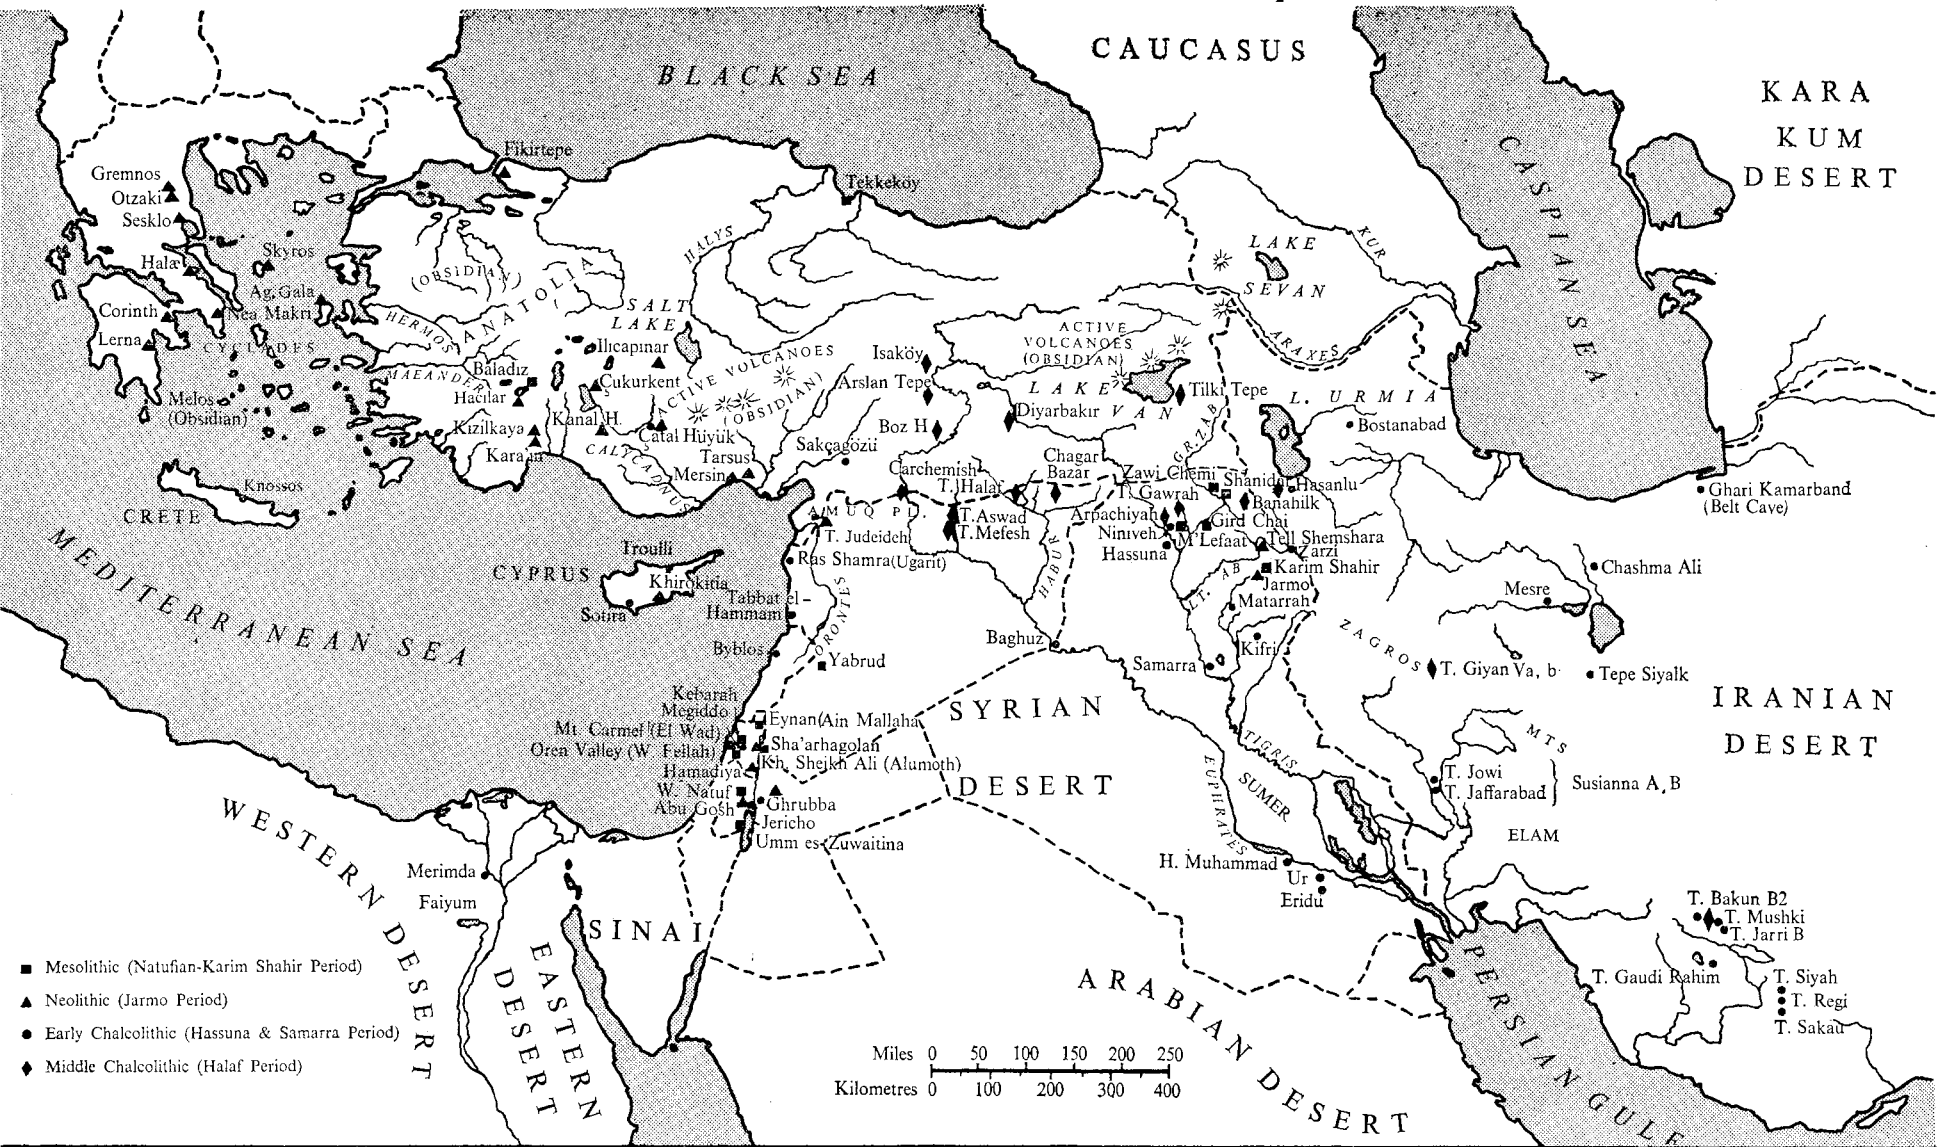 CAUCASUS
BLACK SEA
KARA
KUM
DESERT
CASPIAN SEA
Fikirtepe
Tekkeköy
Gremnos
Otzaki
Sesklo
Skyros
Halae
Ag. Gala
Corinth
Nea Makri
Lerna
CYCLADES
Melos
(Obsidian)
(OBSIDIAN)
ANATOLIA
HERMOS
MAEANDER
HALYS
SALT
LAKE
Ilicapinar
Baladiz
Cukurkent
Hacilar
Kizilkaya
Kanal H.
Kara'in
Catal Hüyük
CALYCADNUS
Tarsus
Mersin
ACTIVE VOLCANOES
(OBSIDIAN)
Isaköy
Arslan Tepe
Boz H
Diyarbakır
Sakçagözü
ACTIVE
VOLCANOES
(OBSIDIAN)
LAKE
VAN
Tilki Tepe
LAKE
SEVAN
KUR
ARAXES
L. URMIA
Bostanabad
GR. ZAB
Carchemish
T. Halaf
Chagar
Bazar
Zawi Chemi
Shanidar
Hasanlu
T. Gawrah
Banahilk
Arpachiyah
Gird Chai
Niniveh
M'Lefaat
Tell Shemshara
Hassuna
Zarzi
Karim Shahir
Jarmo
LT. ZAB
Matarrah
Kifri
Samarra
AMUQ PL.
T. Aswad
T. Mefesh
T. Judeideh
Ras Shamra(Ugarit)
HABUR
ORONTES
Baghuz
Knossos
CRETE
MEDITERRANEAN SEA
Troulli
CYPRUS
Khirokitia
Sotira
Tabbat el-
Hammam
Byblos
Yabrud
Kebarah
Megiddo
Eynan(Ain Mallaha)
Mt. Carmel (El Wad)
Oren Valley (W. Fellah)
Sha'arhagolan
Kh. Sheikh Ali (Alumoth)
Hamadiya
W. Natuf
Abu Gosh
Ghrubba
Jericho
Umm es-Zuwaitina
SYRIAN
DESERT
Ghari Kamarband
(Belt Cave)
Chashma Ali
Mesre
ZAGROS
MTS
T. Giyan Va, b
Tepe Siyalk
IRANIAN
DESERT
TIGRIS
EUPHRATES
SUMER
T. Jowi
T. Jaffarabad
Susianna A, B
ELAM
H. Muhammad
Ur
Eridu
T. Bakun B2
T. Mushki
T. Jarri B
T. Gaudi Rahim
T. Siyah
T. Regi
T. Sakau
WESTERN DESERT
Merimda
Faiyum
SINAI
EASTERN
DESERT
ARABIAN DESERT
PERSIAN GULF
Mesolithic (Natufian-Karim Shahir Period)
Neolithic (Jarmo Period)
Early Chalcolithic (Hassuna & Samarra Period)
Middle Chalcolithic (Halaf Period)
Miles 0 50 100 150 200 250
Kilometres 0 100 200 300 400